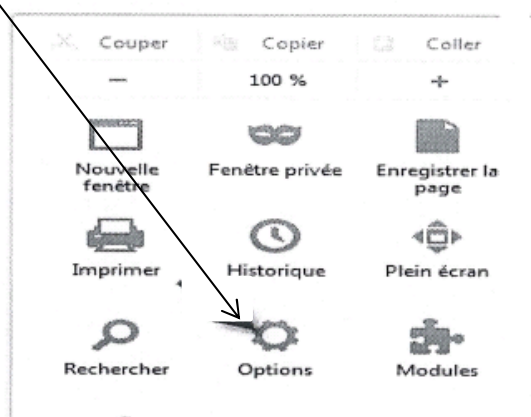 Couper Copier Coller
— 100 % +
Nouvelle fenêtre Fenêtre privée Enregistrer la page
Imprimer Historique Plein écran
Rechercher Options Modules